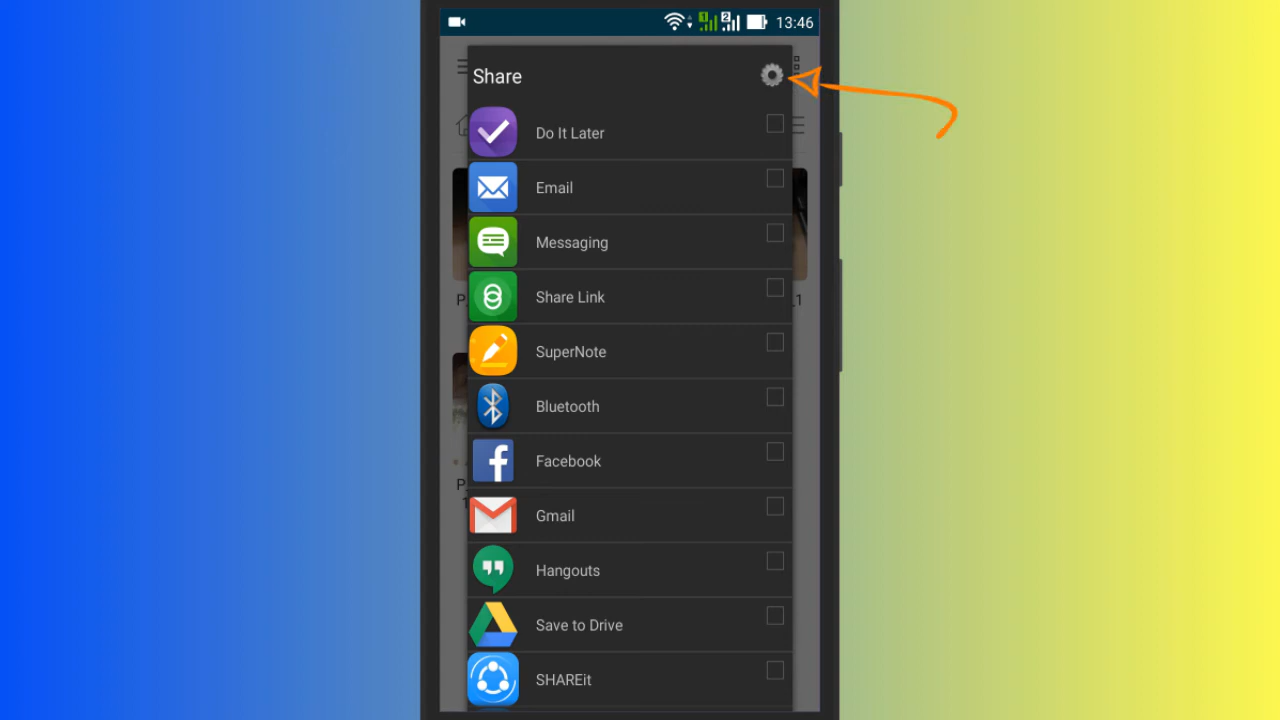 13:46
Share
Do It Later
Email
Messaging
Share Link
SuperNote
Bluetooth
Facebook
Gmail
Hangouts
Save to Drive
SHAREit